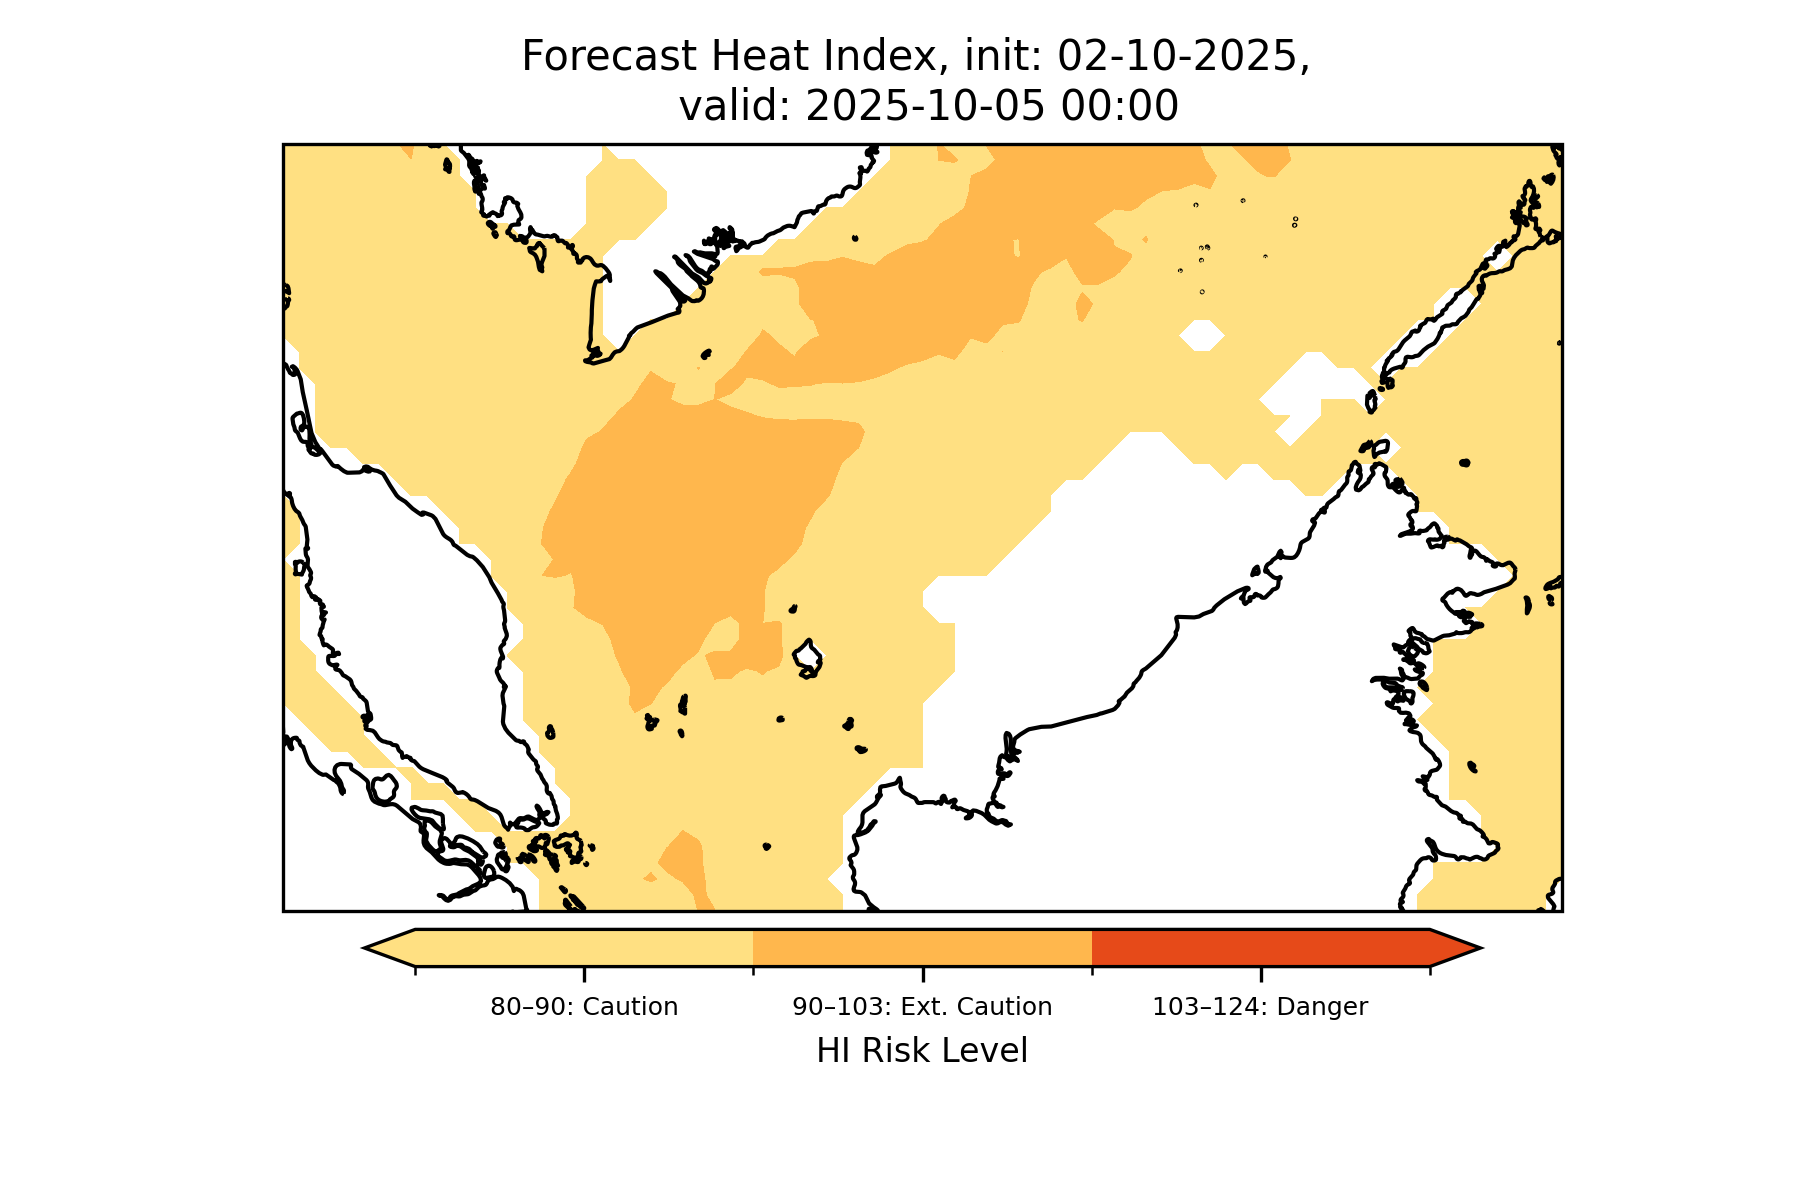 Forecast Heat Index, init: 02-10-2025,
valid: 2025-10-05 00:00
80–90: Caution
90–103: Ext. Caution
103–124: Danger
HI Risk Level